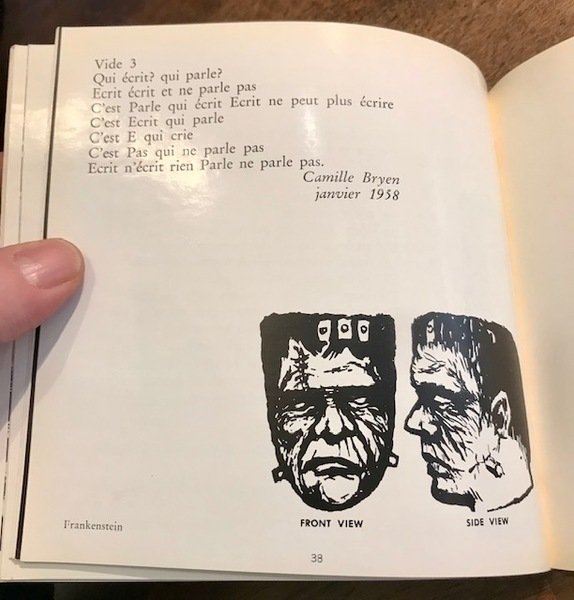 Vide 3
Qui écrit? qui parle?
Ecrit écrit et ne parle pas
C'est Parle qui écrit Ecrit ne peut plus écrire
C'est Ecrit qui parle
C'est E qui crie
C'est Pas qui ne parle pas
Ecrit n'écrit rien Parle ne parle pas.
Camille Bryen
janvier 1958
FRONT VIEW
SIDE VIEW
Frankenstein
38